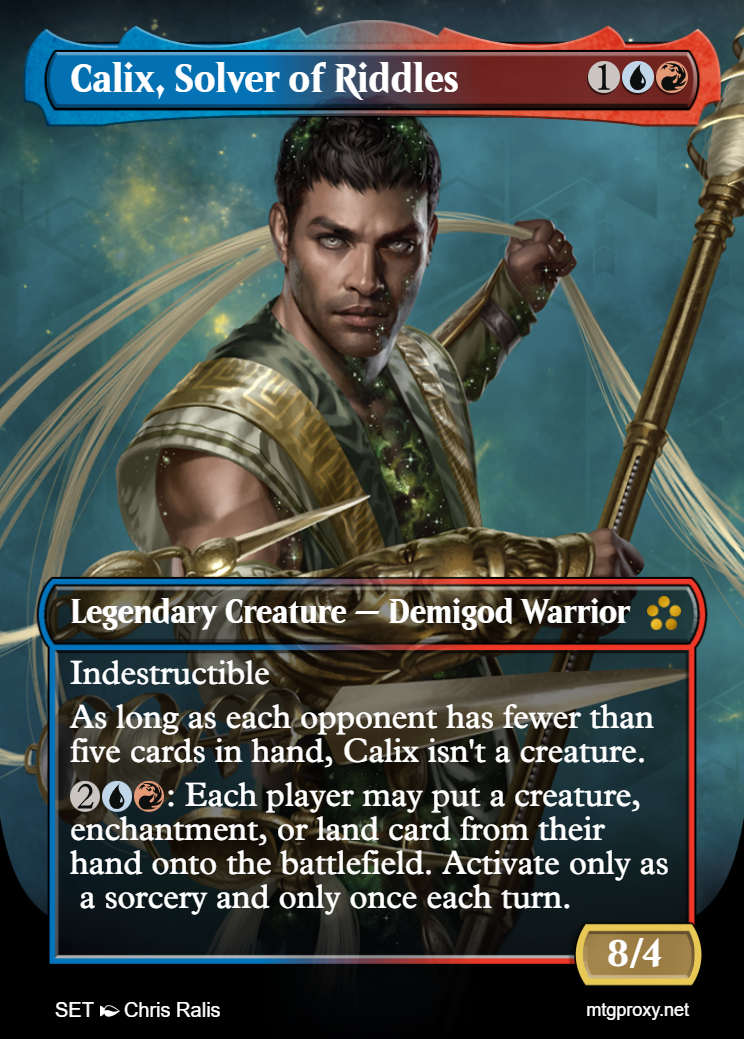 Calix, Solver of Riddles 1
Legendary Creature — Demigod Warrior
Indestructible
As long as each opponent has fewer than
five cards in hand, Calix isn't a creature.
2: Each player may put a creature,
enchantment, or land card from their
hand onto the battlefield. Activate only as
a sorcery and only once each turn.
8/4
SET Chris Ralis
mtgproxy.net